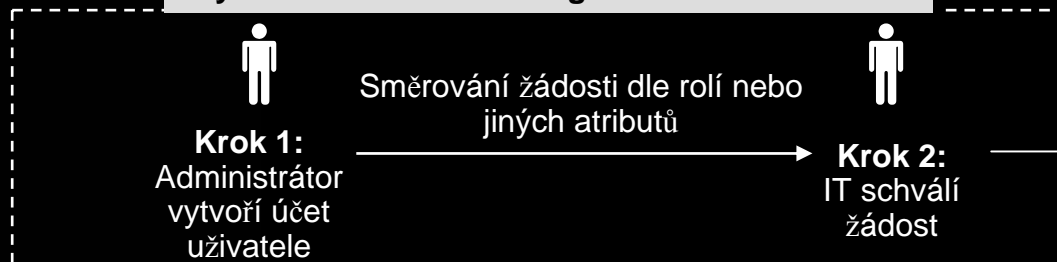 Směrování žádosti dle rolí nebo
jiných atributů
Krok 1:
Administrátor
vytvoří účet
uživatele
Krok 2:
IT schválí
žádost